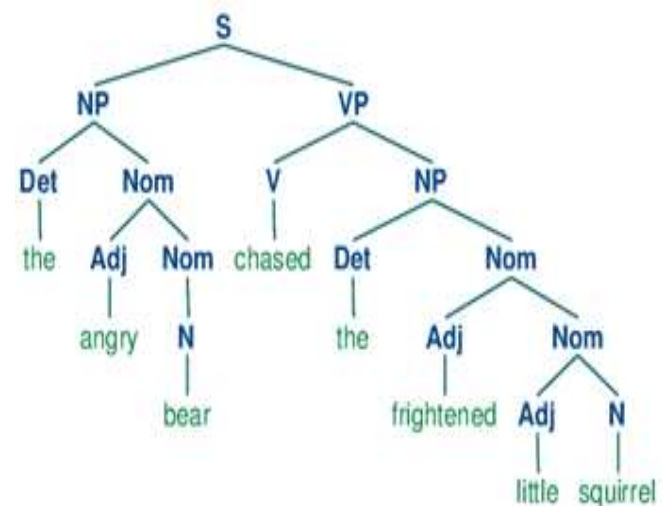 S
NP VP
Det Nom V NP
the Adj Nom chased Det Nom
angry N the Adj Nom
bear frightened Adj N
little squirrel